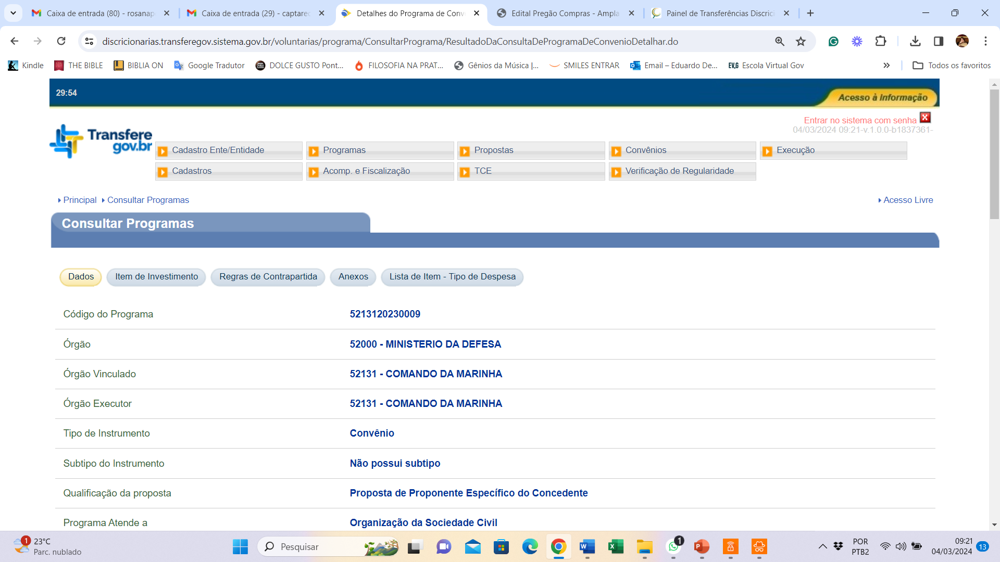 Caixa de entrada (80) - rosanap
Caixa de entrada (29) - captarec
Detalhes do Programa de Conv
Edital Pregão Compras - Ampla
Painel de Transferências Discrici
discricionarias.transferegov.sistema.gov.br/voluntarias/programa/ConsultarPrograma/ResultadoDaConsultaDeProgramaDeConvenioDetalhar.do
Kindle
THE BIBLE
BIBLIA ON
Google Tradutor
DOLCE GUSTO Pont...
FILOSOFIA NA PRAT...
Gênios da Música |...
SMILES ENTRAR
Email – Eduardo De...
EV.G Escola Virtual Gov
Todos os favoritos
29:54
Acesso à Informação
Entrar no sistema com senha
04/03/2024 09:21-v.1.0.0-b1837361-
Transfere
gov.br
Cadastro Ente/Entidade
Programas
Propostas
Convênios
Execução
Cadastros
Acomp. e Fiscalização
TCE
Verificação de Regularidade
Principal
Consultar Programas
Acesso Livre
Consultar Programas
Dados
Item de Investimento
Regras de Contrapartida
Anexos
Lista de Item - Tipo de Despesa
Código do Programa
5213120230009
Órgão
52000 - MINISTERIO DA DEFESA
Órgão Vinculado
52131 - COMANDO DA MARINHA
Órgão Executor
52131 - COMANDO DA MARINHA
Tipo de Instrumento
Convênio
Subtipo do Instrumento
Não possui subtipo
Qualificação da proposta
Proposta de Proponente Específico do Concedente
Programa Atende a
Organização da Sociedade Civil
1
23°C
Parc. nublado
Pesquisar
1
POR
PTB2
09:21
04/03/2024
13